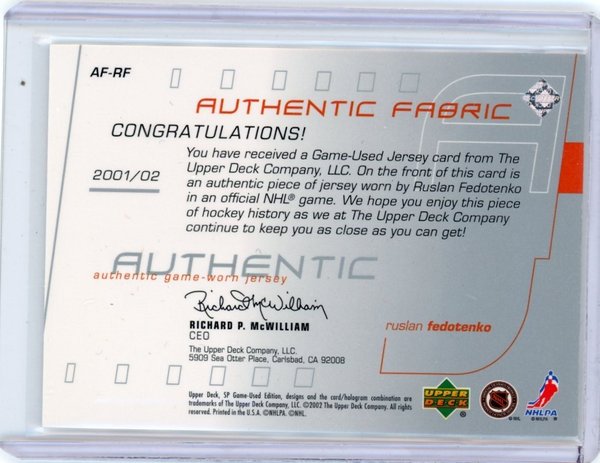 AF-RF
AUTHENTIC FABRIC
CONGRATULATIONS!
2001/02
You have received a Game-Used Jersey card from The
Upper Deck Company, LLC. On the front of this card is
an authentic piece of jersey worn by Ruslan Fedotenko
in an official NHL® game. We hope you enjoy this piece
of hockey history as we at The Upper Deck Company
continue to keep you as close as you can get!
AUTHENTIC
authentic game-worn jersey
Richard McWilliam
RICHARD P. McWILLIAM
CEO
The Upper Deck Company, LLC.
5909 Sea Otter Place, Carlsbad, CA 92008
ruslan fedotenko
Upper Deck, SP Game-Used Edition, designs and the card/hologram combination are
trademarks of The Upper Deck Company, LLC. ©2002 The Upper Deck Company. All rights
reserved. Printed in the U.S.A. ©NHLPA. ©NHL.
UPPER
DECK
®
© NHL
NHLPA